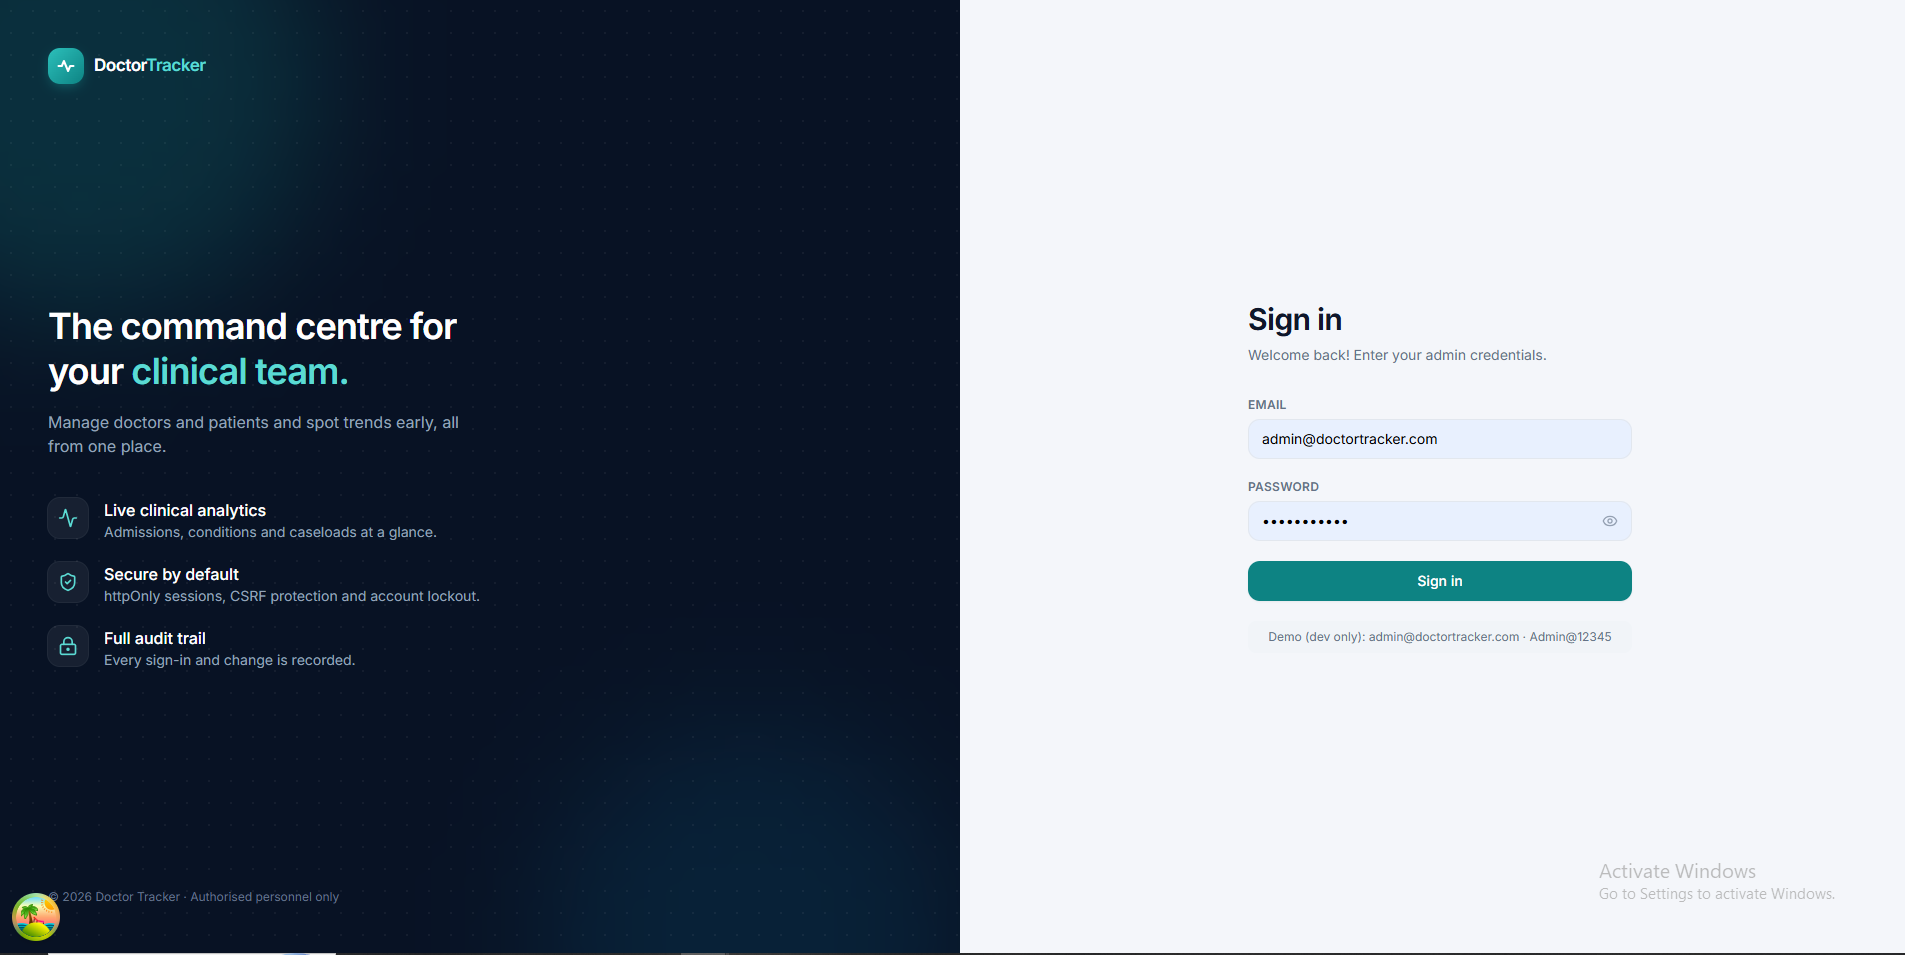 DoctorTracker
The command centre for
your clinical team.
Manage doctors and patients and spot trends early, all
from one place.
Live clinical analytics
Admissions, conditions and caseloads at a glance.
Secure by default
httpOnly sessions, CSRF protection and account lockout.
Full audit trail
Every sign-in and change is recorded.
© 2026 Doctor Tracker · Authorised personnel only
Sign in
Welcome back! Enter your admin credentials.
EMAIL
admin@doctortracker.com
PASSWORD
•••••••••••
Sign in
Demo (dev only): admin@doctortracker.com · Admin@12345
Activate Windows
Go to Settings to activate Windows.